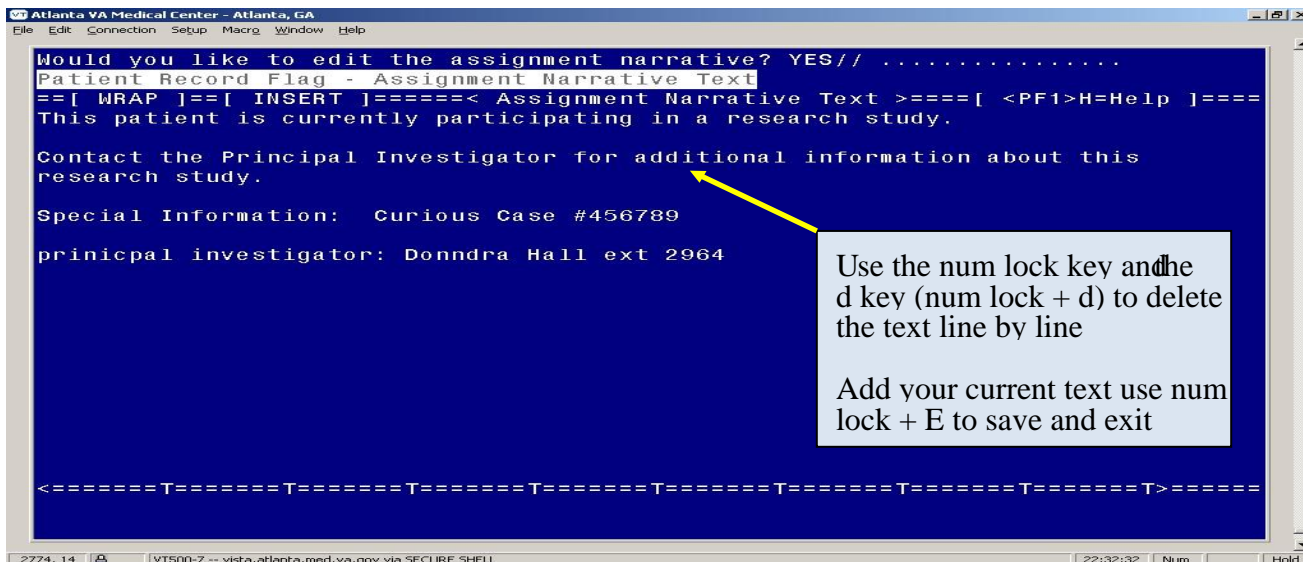 VT Atlanta VA Medical Center - Atlanta, GA
File Edit Connection Setup Macro Window Help
Would you like to edit the assignment narrative? YES// ................
Patient Record Flag - Assignment Narrative Text
==[ WRAP ]==[ INSERT ]======< Assignment Narrative Text >====[ <PF1>H=Help ]====
This patient is currently participating in a research study.
Contact the Principal Investigator for additional information about this
research study.
Special Information:  Curious Case #456789
prinicpal investigator: Donndra Hall ext 2964
Use the num lock key and the
d key (num lock + d) to delete
the text line by line
Add your current text use num
lock + E to save and exit
<=======T=======T=======T=======T=======T=======T=======T=======T=======T>======
2774, 14 VT500-7 -- vista.atlanta.med.va.gov via SECURE SHELL 22:32:32 Num Hold